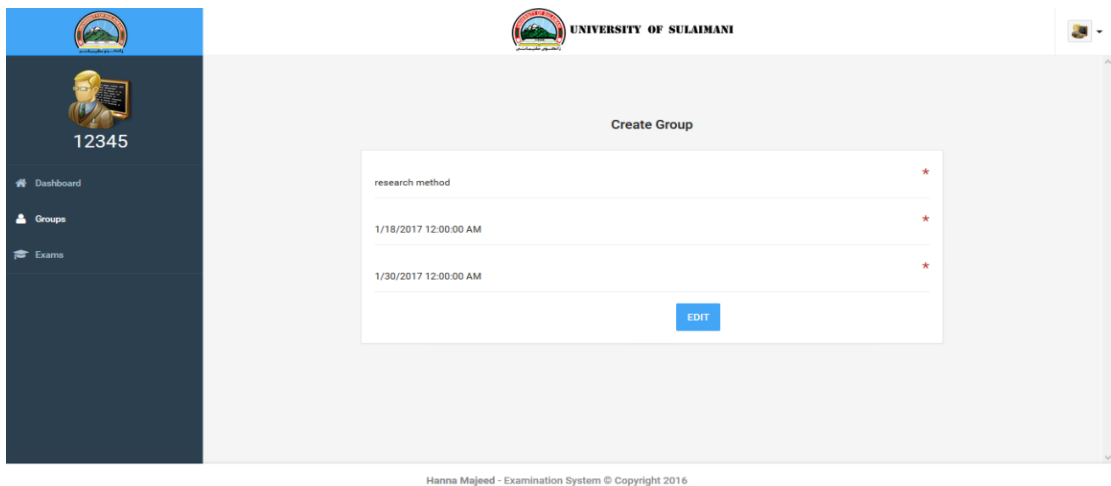 UNIVERSITY OF SULAIMANI
12345
Dashboard
Groups
Exams
Create Group
research method *
1/18/2017 12:00:00 AM *
1/30/2017 12:00:00 AM *
EDIT
Hanna Majeed - Examination System © Copyright 2016